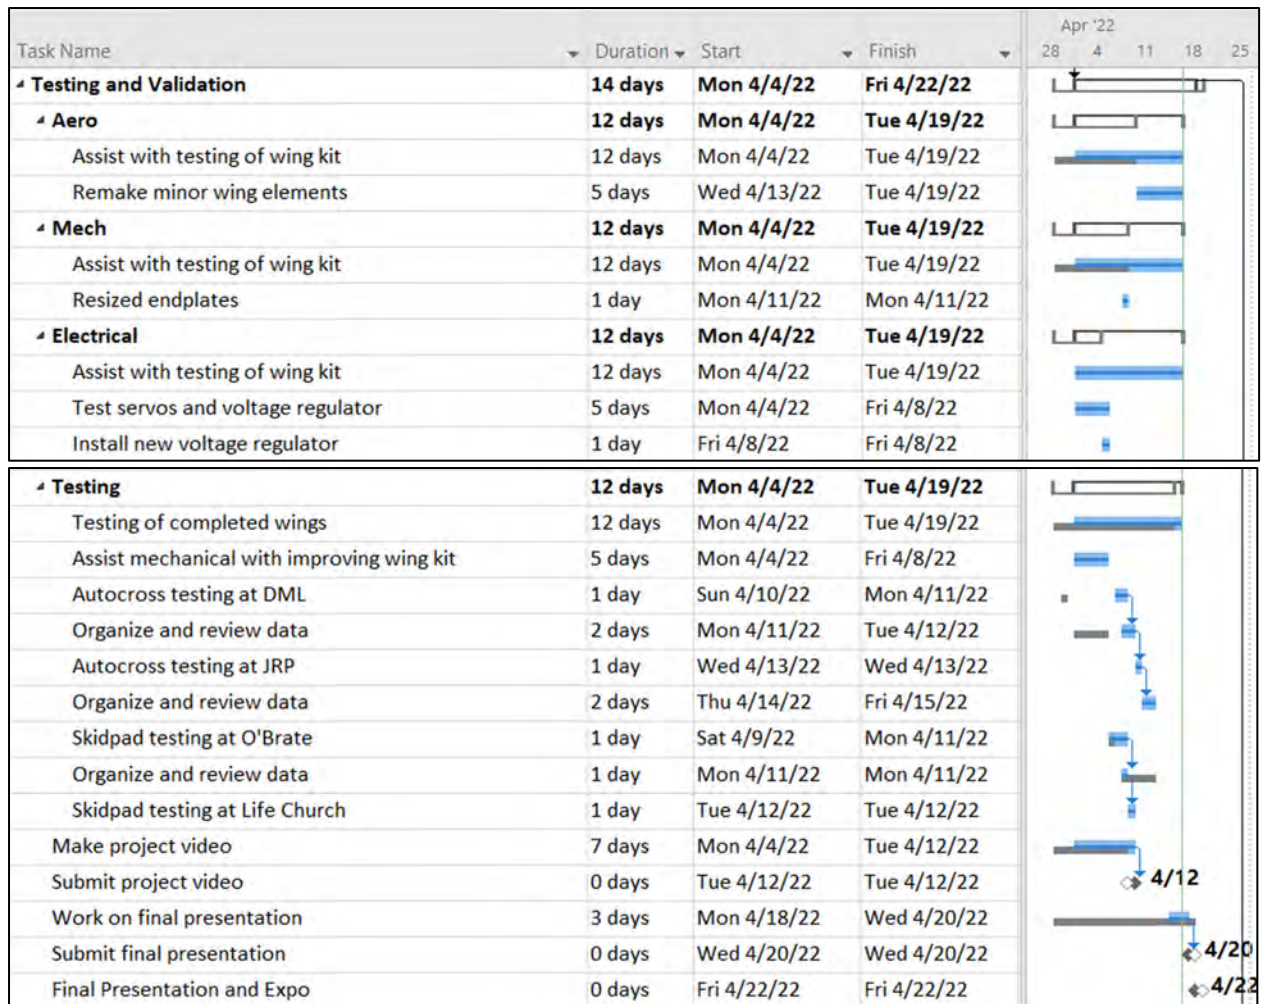 Apr '22
Task Name Duration Start Finish 28 4 11 18 25
Testing and Validation 14 days Mon 4/4/22 Fri 4/22/22
Aero 12 days Mon 4/4/22 Tue 4/19/22
Assist with testing of wing kit 12 days Mon 4/4/22 Tue 4/19/22
Remake minor wing elements 5 days Wed 4/13/22 Tue 4/19/22
Mech 12 days Mon 4/4/22 Tue 4/19/22
Assist with testing of wing kit 12 days Mon 4/4/22 Tue 4/19/22
Resized endplates 1 day Mon 4/11/22 Mon 4/11/22
Electrical 12 days Mon 4/4/22 Tue 4/19/22
Assist with testing of wing kit 12 days Mon 4/4/22 Tue 4/19/22
Test servos and voltage regulator 5 days Mon 4/4/22 Fri 4/8/22
Install new voltage regulator 1 day Fri 4/8/22 Fri 4/8/22
Testing 12 days Mon 4/4/22 Tue 4/19/22
Testing of completed wings 12 days Mon 4/4/22 Tue 4/19/22
Assist mechanical with improving wing kit 5 days Mon 4/4/22 Fri 4/8/22
Autocross testing at DML 1 day Sun 4/10/22 Mon 4/11/22
Organize and review data 2 days Mon 4/11/22 Tue 4/12/22
Autocross testing at JRP 1 day Wed 4/13/22 Wed 4/13/22
Organize and review data 2 days Thu 4/14/22 Fri 4/15/22
Skidpad testing at O'Brate 1 day Sat 4/9/22 Mon 4/11/22
Organize and review data 1 day Mon 4/11/22 Mon 4/11/22
Skidpad testing at Life Church 1 day Tue 4/12/22 Tue 4/12/22
Make project video 7 days Mon 4/4/22 Tue 4/12/22
Submit project video 0 days Tue 4/12/22 Tue 4/12/22 4/12
Work on final presentation 3 days Mon 4/18/22 Wed 4/20/22
Submit final presentation 0 days Wed 4/20/22 Wed 4/20/22 4/20
Final Presentation and Expo 0 days Fri 4/22/22 Fri 4/22/22 4/22